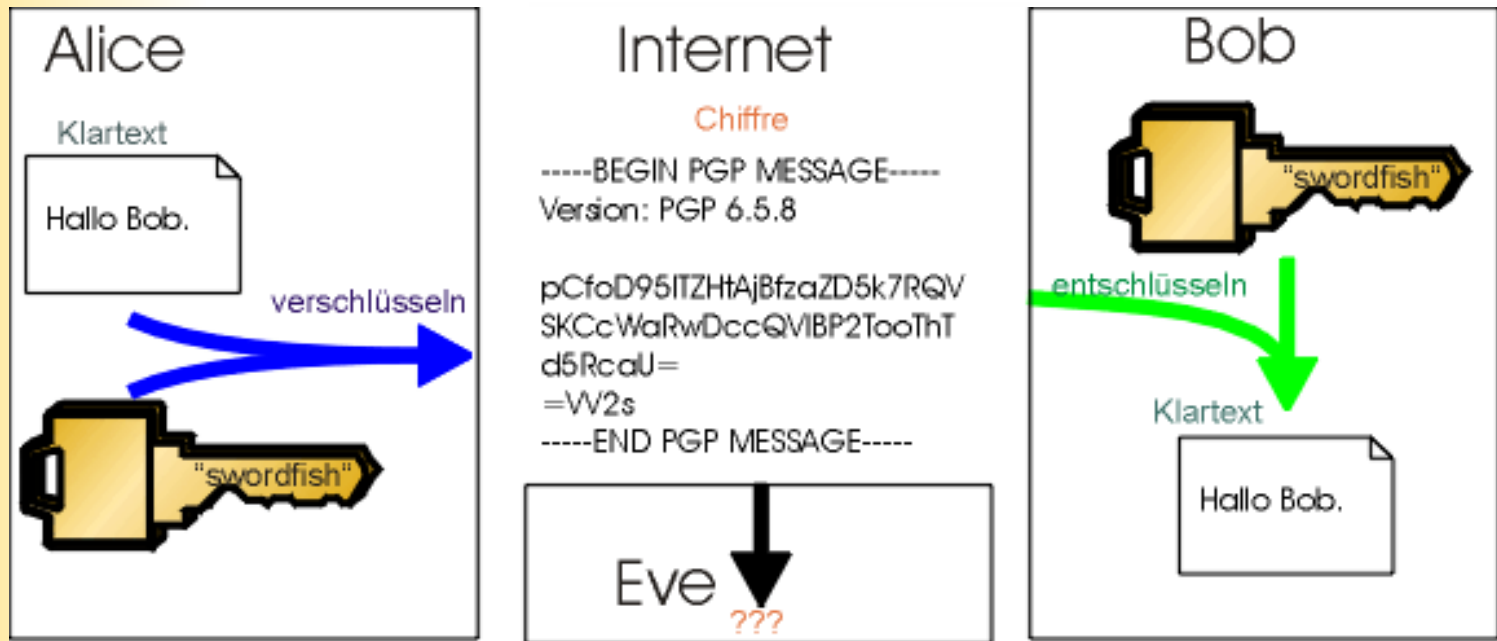 Alice
Klartext
Hallo Bob.
verschlüsseln
"swordfish"
Internet
Chiffre
-----BEGIN PGP MESSAGE-----
Version: PGP 6.5.8
pCfoD95ITZHtAjBfzaZD5k7RQV
SKCcWaRwDccQVIBP2TooThT
d5RcaU=
=VV2s
-----END PGP MESSAGE-----
Eve
???
Bob
"swordfish"
entschlüsseln
Klartext
Hallo Bob.